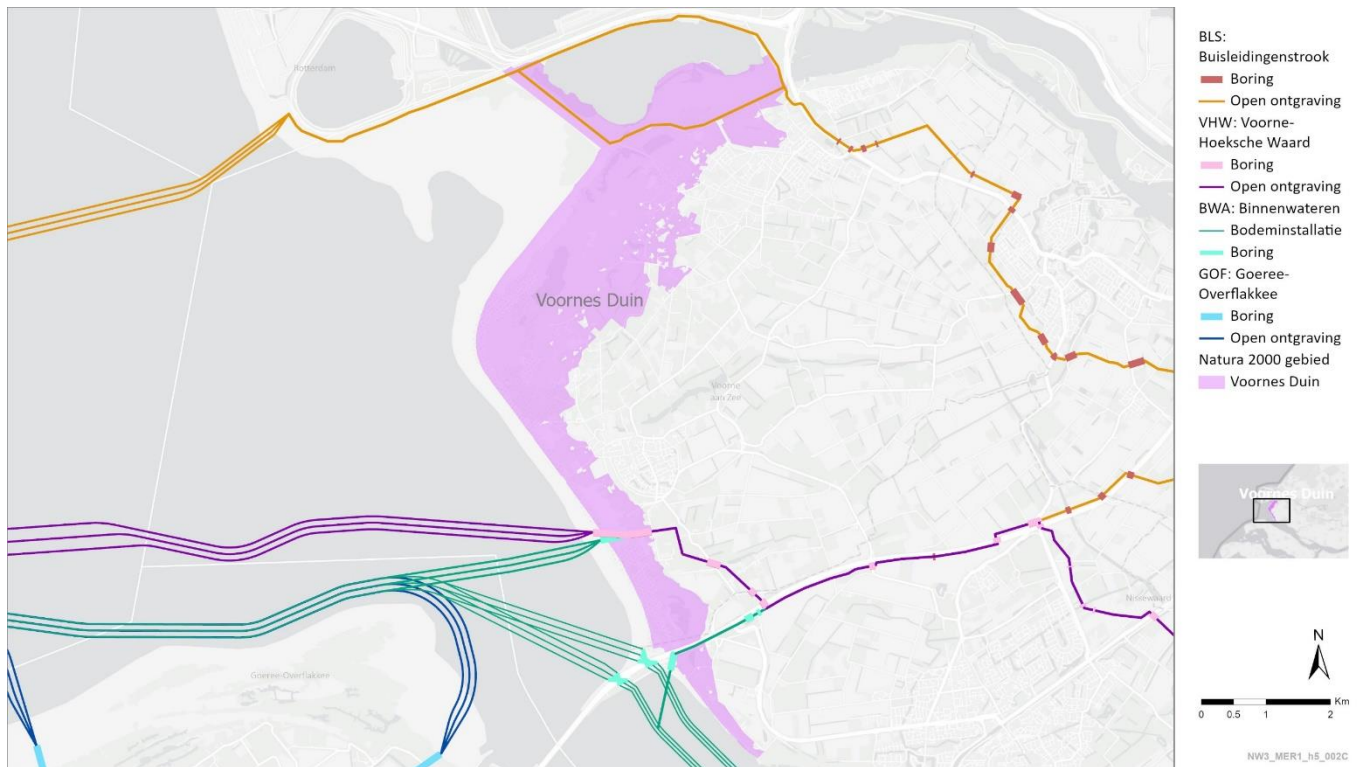 Rotterdam
Voornes Duin
Voorne
aan Zee
Goeree-Overflakkee
Nissewaard
BLS:
Buisleidingenstrook
Boring
Open ontgraving
VHW: Voorne-
Hoeksche Waard
Boring
Open ontgraving
BWA: Binnenwateren
Bodeminstallatie
Boring
GOF: Goeree-
Overflakkee
Boring
Open ontgraving
Natura 2000 gebied
Voornes Duin
Voornes Duin
N
Km
0 0.5 1 2
NW3_MER1_h5_002C